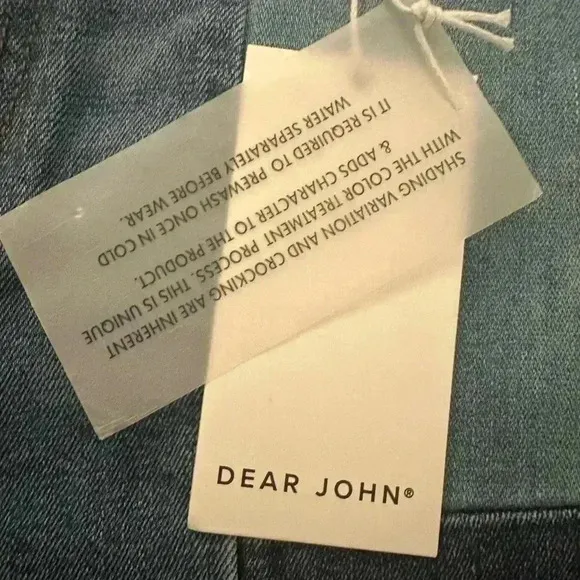 SHADING VARIATION AND CROCKING ARE INHERENT
WITH THE COLOR TREATMENT PROCESS. THIS IS UNIQUE
& ADDS CHARACTER TO THE PRODUCT.
IT IS REQUIRED TO PREWASH ONCE IN COLD
WATER SEPARATELY BEFORE WEAR.
DEAR JOHN®